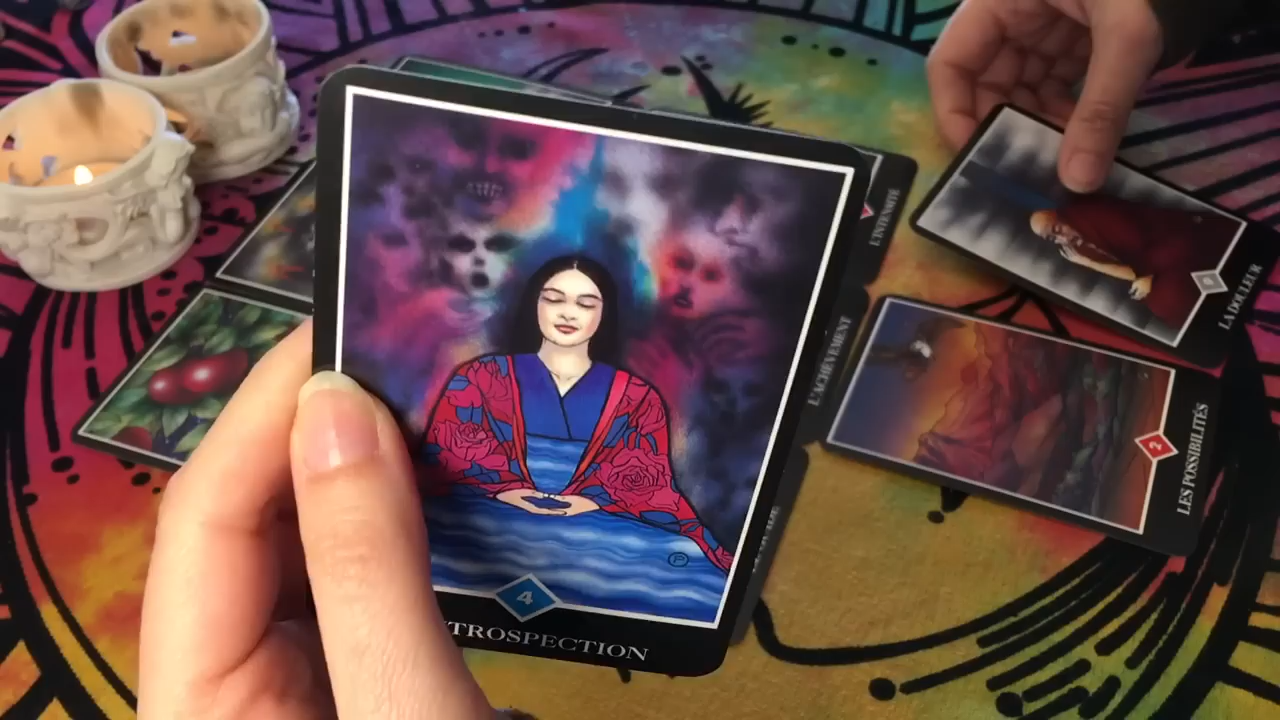 4
TROSPECTION
L'INTENSITÉ
L'ACHÈVEMENT
LA DOULEUR
2
LES POSSIBILITÉS